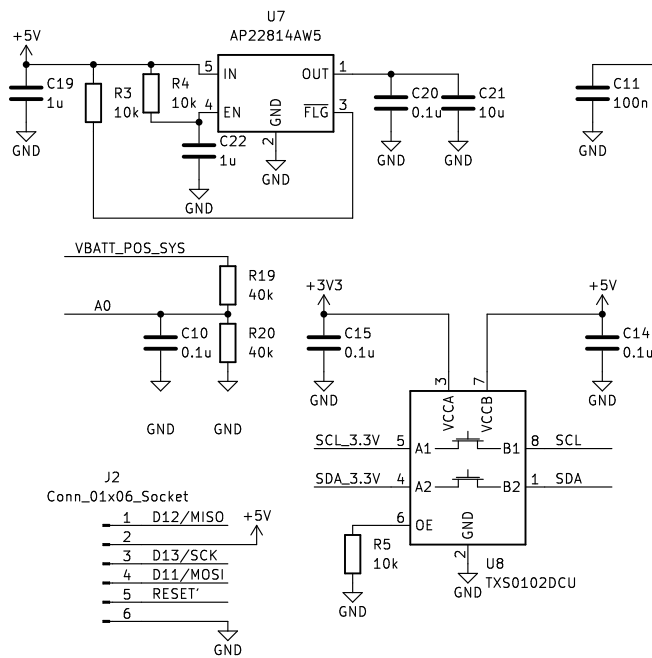 U7
AP22814AW5
+5V
C19
1u
GND
R3
10k
R4
10k
5
IN
4
EN
GND
2
GND
OUT
1
FLG
3
C22
1u
GND
C20
0.1u
GND
C21
10u
GND
C11
100n
GND
VBATT_POS_SYS
R19
40k
A0
C10
0.1u
R20
40k
GND
GND
+3V3
C15
0.1u
GND
+5V
C14
0.1u
GND
3
VCCA
7
VCCB
SCL_3.3V
5
A1
B1
8
SCL
SDA_3.3V
4
A2
B2
1
SDA
6
OE
GND
2
GND
R5
10k
GND
U8
TXS0102DCU
J2
Conn_01x06_Socket
1
D12/MISO
2
+5V
3
D13/SCK
4
D11/MOSI
5
RESET'
6
GND